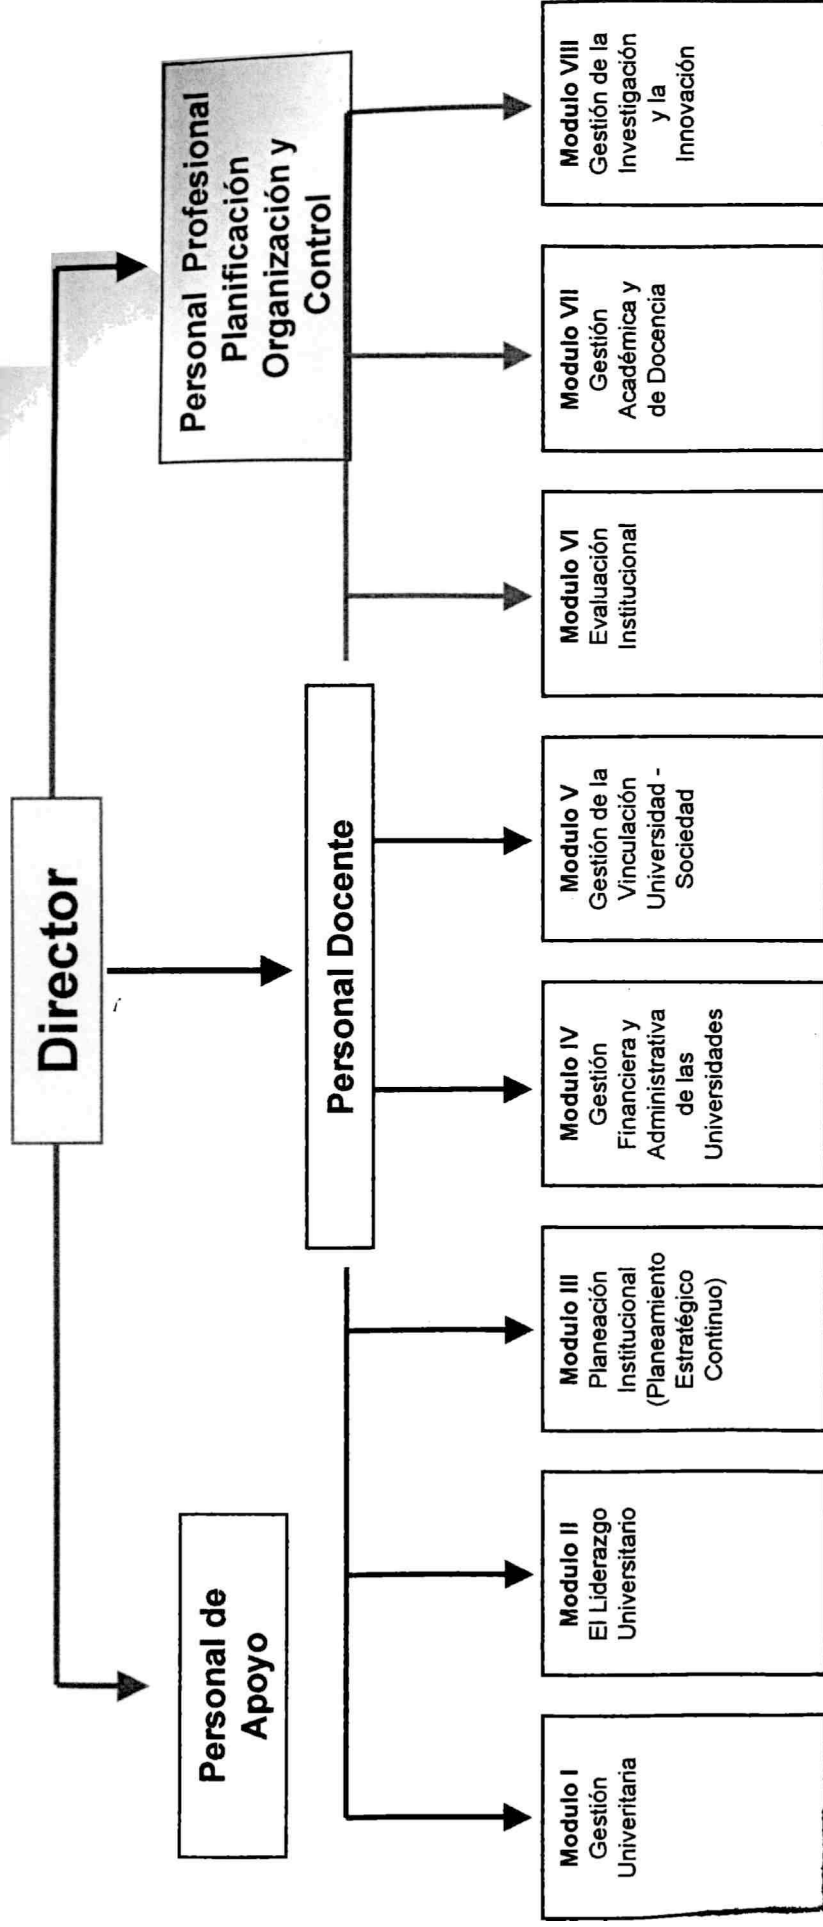 Director
Personal de
Apoyo
Personal Docente
Personal Profesional
Planificación
Organización y
Control
Modulo I
Gestión
Univeritaria
Modulo II
El Liderazgo
Universitario
Modulo III
Planeación
Institucional
(Planeamiento
Estratégico
Continuo)
Modulo IV
Gestión
Financiera y
Administrativa
de las
Universidades
Modulo V
Gestión de la
Vinculación
Universidad -
Sociedad
Modulo VI
Evaluación
Institucional
Modulo VII
Gestión
Académica y
de Docencia
Modulo VIII
Gestión de la
Investigación
y la
Innovación